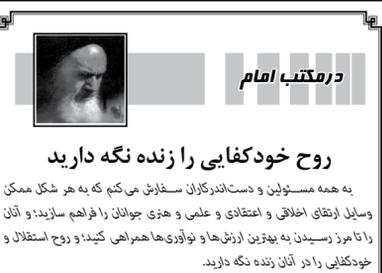 در مکتب امام
روح خودکفایی را زنده نگه دارید
به همه مسئولین و دست‌اندرکاران سفارش می‌کنم که به هر شکل ممکن
وسایل ارتقای اخلاقی و اعتقادی و علمی و هنری جوانان را فراهم سازید؛ و آنان
را تا مرز رسیدن به بهترین ارزش‌ها و نوآوری‌ها همراهی کنید؛ و روح استقلال و
خودکفایی را در آنان زنده نگه دارید.